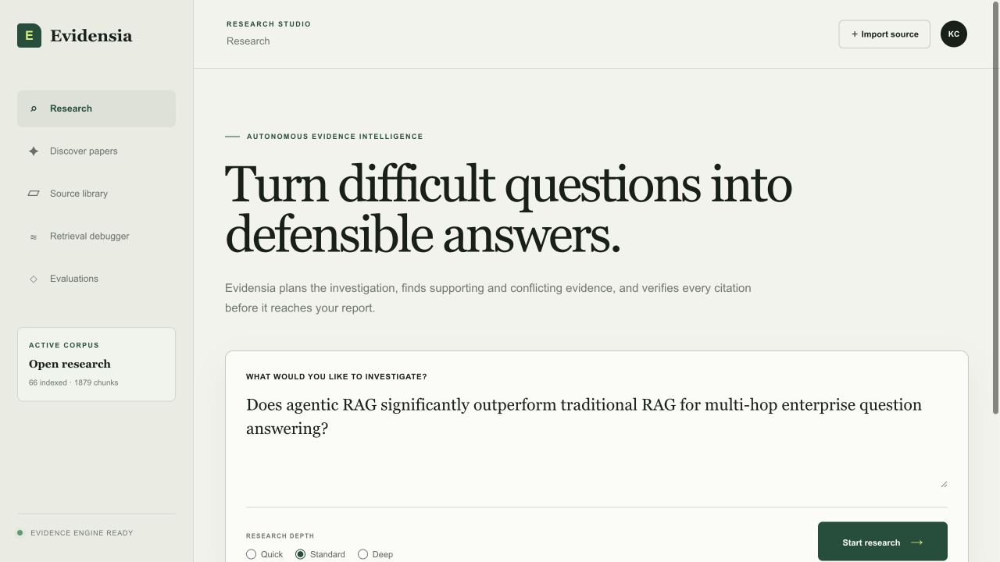 E Evidensia
Research
Discover papers
Source library
Retrieval debugger
Evaluations
ACTIVE CORPUS
Open research
66 indexed · 1879 chunks
EVIDENCE ENGINE READY
RESEARCH STUDIO
Research
+ Import source
KC
AUTONOMOUS EVIDENCE INTELLIGENCE
Turn difficult questions into
defensible answers.
Evidensia plans the investigation, finds supporting and conflicting evidence, and verifies every citation
before it reaches your report.
WHAT WOULD YOU LIKE TO INVESTIGATE?
Does agentic RAG significantly outperform traditional RAG for multi-hop enterprise question
answering?
RESEARCH DEPTH
Quick Standard Deep
Start research →